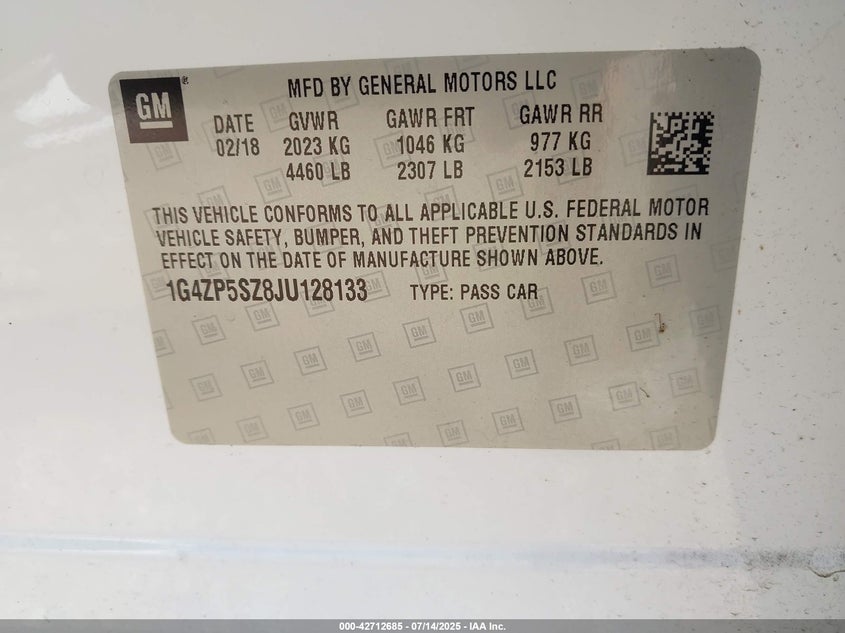 GM ®
MFD BY GENERAL MOTORS LLC
DATE GVWR GAWR FRT GAWR RR
02/18 2023 KG 1046 KG 977 KG
4460 LB 2307 LB 2153 LB
THIS VEHICLE CONFORMS TO ALL APPLICABLE U.S. FEDERAL MOTOR
VEHICLE SAFETY, BUMPER, AND THEFT PREVENTION STANDARDS IN
EFFECT ON THE DATE OF MANUFACTURE SHOWN ABOVE.
1G4ZP5SZ8JU128133 TYPE: PASS CAR
000-42712685 - 07/14/2025 - IAA Inc.